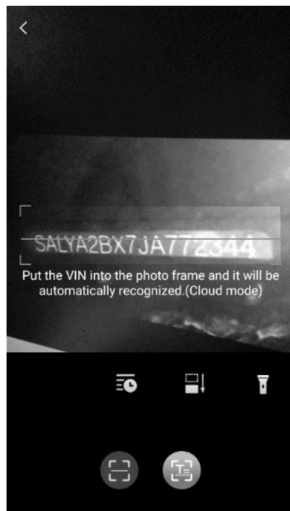 SALYA2BX7JA772344
Put the VIN into the photo frame and it will be
automatically recognized.(Cloud mode)